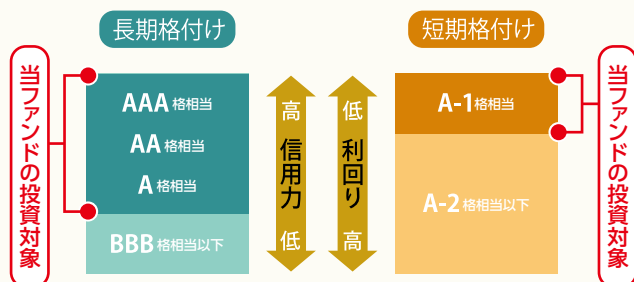 長期格付け
短期格付け
当ファンドの投資対象
AAA格相当
AA格相当
A格相当
BBB格相当以下
高
信用力
低
低
利回り
高
A-1格相当
A-2格相当以下
当ファンドの投資対象